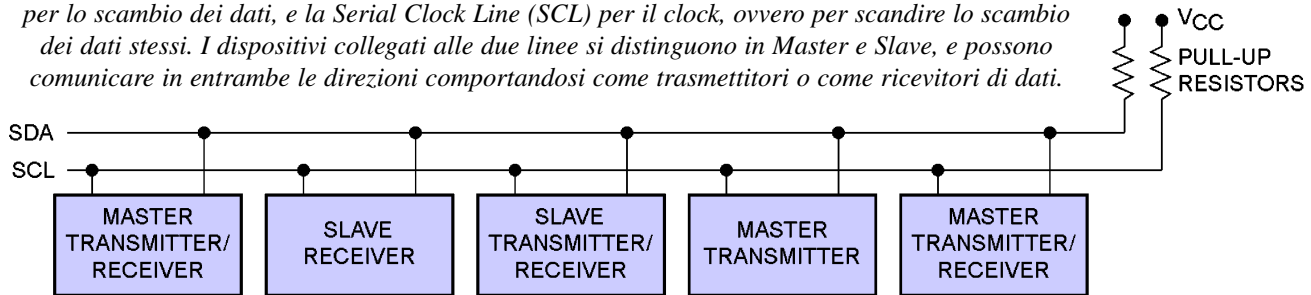 per lo scambio dei dati, e la Serial Clock Line (SCL) per il clock, ovvero per scandire lo scambio
dei dati stessi. I dispositivi collegati alle due linee si distinguono in Master e Slave, e possono
comunicare in entrambe le direzioni comportandosi come trasmettitori o come ricevitori di dati.
VCC
PULL-UP
RESISTORS
SDA
SCL
MASTER
TRANSMITTER/
RECEIVER
SLAVE
RECEIVER
SLAVE
TRANSMITTER/
RECEIVER
MASTER
TRANSMITTER
MASTER
TRANSMITTER/
RECEIVER